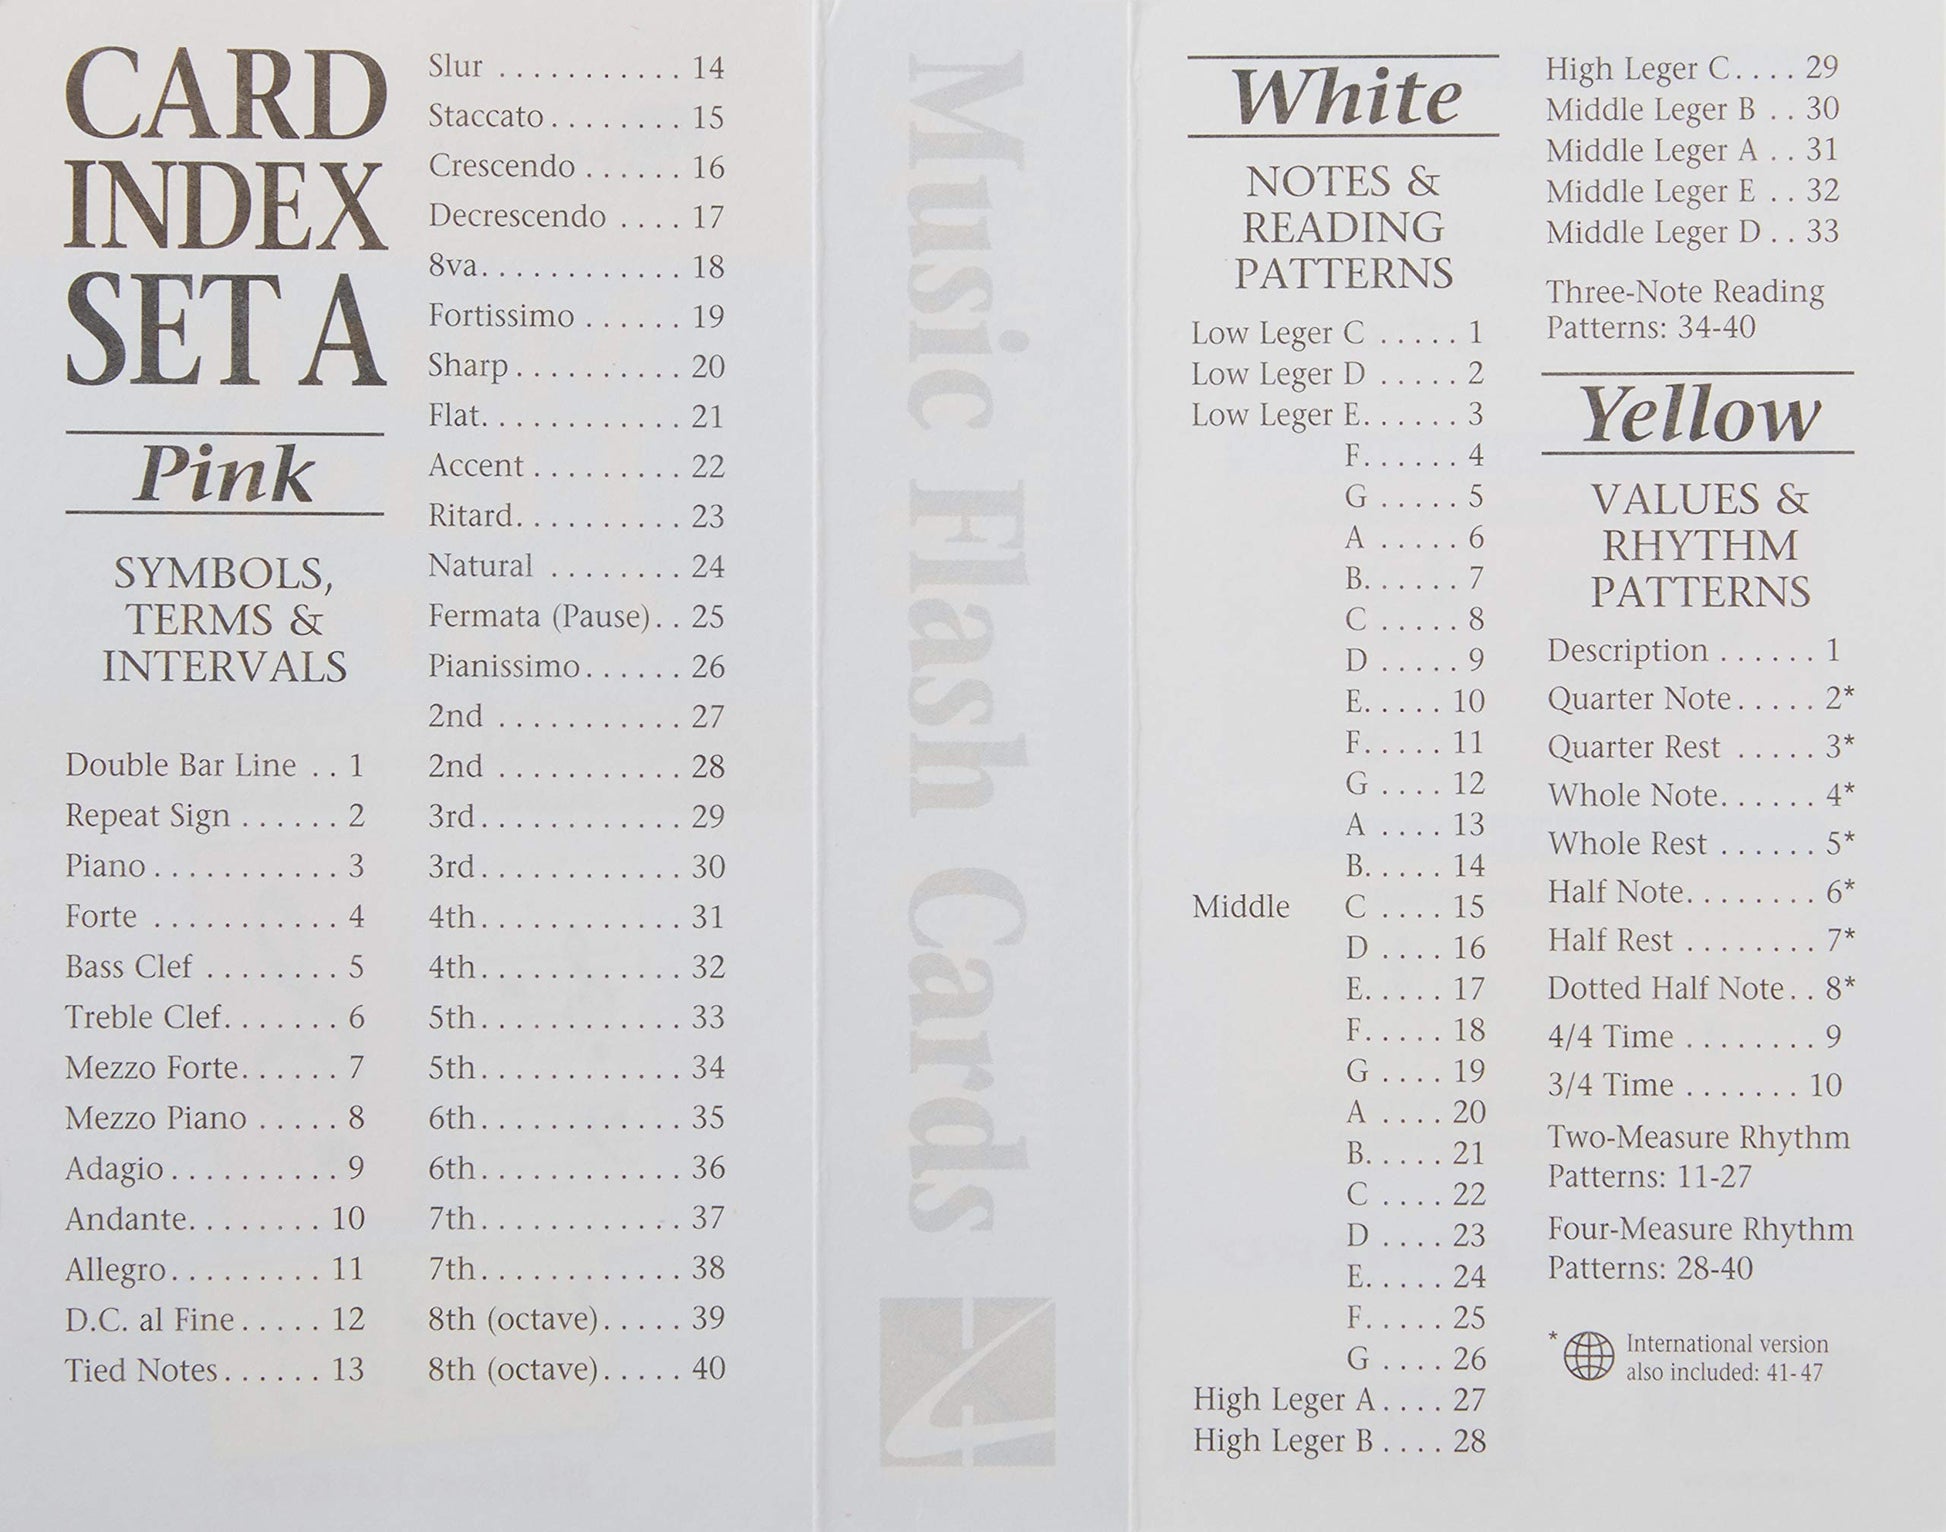 CARD
INDEX
SET A
Pink
SYMBOLS,
TERMS &
INTERVALS
Double Bar Line . . 1
Repeat Sign . . . . . . 2
Piano . . . . . . . . . . . 3
Forte . . . . . . . . . . . 4
Bass Clef . . . . . . . . 5
Treble Clef. . . . . . . 6
Mezzo Forte. . . . . . 7
Mezzo Piano . . . . . 8
Adagio . . . . . . . . . 9
Andante. . . . . . . . 10
Allegro. . . . . . . . . 11
D.C. al Fine . . . . . 12
Tied Notes . . . . . . 13
Slur . . . . . . . . . . . 14
Staccato . . . . . . . . 15
Crescendo . . . . . . 16
Decrescendo . . . . 17
8va. . . . . . . . . . . . 18
Fortissimo . . . . . . 19
Sharp . . . . . . . . . . 20
Flat. . . . . . . . . . . . 21
Accent . . . . . . . . . 22
Ritard. . . . . . . . . . 23
Natural . . . . . . . . 24
Fermata (Pause). . 25
Pianissimo . . . . . . 26
2nd . . . . . . . . . . . 27
2nd . . . . . . . . . . . 28
3rd. . . . . . . . . . . . 29
3rd. . . . . . . . . . . . 30
4th. . . . . . . . . . . . 31
4th. . . . . . . . . . . . 32
5th. . . . . . . . . . . . 33
5th. . . . . . . . . . . . 34
6th. . . . . . . . . . . . 35
6th. . . . . . . . . . . . 36
7th. . . . . . . . . . . . 37
7th. . . . . . . . . . . . 38
8th (octave). . . . . 39
8th (octave). . . . . 40
Music Flash Cards
White
NOTES &
READING
PATTERNS
Low Leger C . . . . . 1
Low Leger D . . . . . 2
Low Leger E. . . . . . 3
F. . . . . . 4
G . . . . . 5
A . . . . . 6
B. . . . . . 7
C . . . . . 8
D . . . . . 9
E. . . . . 10
F. . . . . 11
G . . . . 12
A . . . . 13
B. . . . . 14
Middle C . . . . 15
D . . . . 16
E. . . . . 17
F. . . . . 18
G . . . . 19
A . . . . 20
B. . . . . 21
C . . . . 22
D . . . . 23
E. . . . . 24
F. . . . . 25
G . . . . 26
High Leger A . . . . 27
High Leger B . . . . 28
High Leger C. . . . 29
Middle Leger B . . 30
Middle Leger A . . 31
Middle Leger E . . 32
Middle Leger D . . 33
Three-Note Reading
Patterns: 34-40
Yellow
VALUES &
RHYTHM
PATTERNS
Description . . . . . . 1
Quarter Note . . . . . 2*
Quarter Rest . . . . . 3*
Whole Note. . . . . . 4*
Whole Rest . . . . . . 5*
Half Note. . . . . . . . 6*
Half Rest . . . . . . . . 7*
Dotted Half Note. . 8*
4/4 Time . . . . . . . . 9
3/4 Time . . . . . . . 10
Two-Measure Rhythm
Patterns: 11-27
Four-Measure Rhythm
Patterns: 28-40
* International version
also included: 41-47